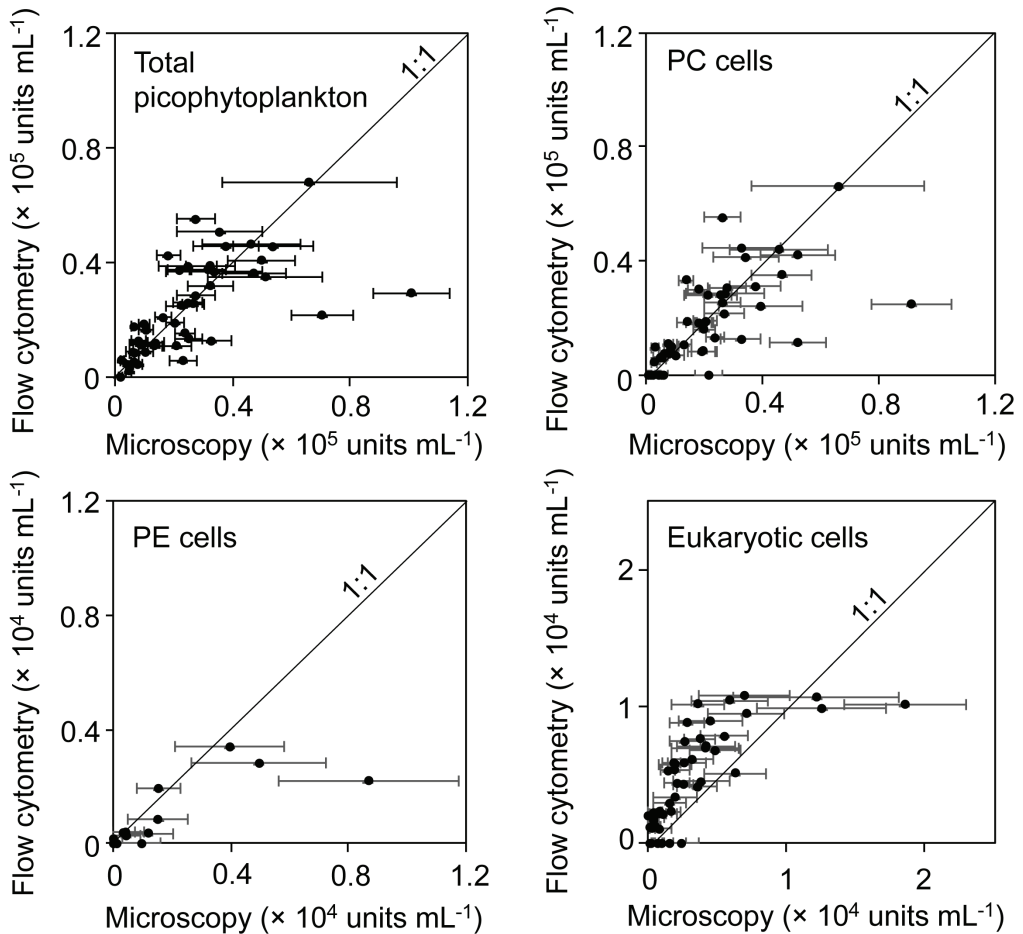 Flow cytometry (× 10⁵ units mL⁻¹)
1.2
0.8
0.4
0
Total
picophytoplankton
1:1
0 0.4 0.8 1.2
Microscopy (× 10⁵ units mL⁻¹)
Flow cytometry (× 10⁵ units mL⁻¹)
1.2
0.8
0.4
0
PC cells
1:1
0 0.4 0.8 1.2
Microscopy (× 10⁵ units mL⁻¹)
Flow cytometry (× 10⁴ units mL⁻¹)
1.2
0.8
0.4
0
PE cells
1:1
0 0.4 0.8 1.2
Microscopy (× 10⁴ units mL⁻¹)
Flow cytometry (× 10⁴ units mL⁻¹)
2
1
0
Eukaryotic cells
1:1
0 1 2
Microscopy (× 10⁴ units mL⁻¹)